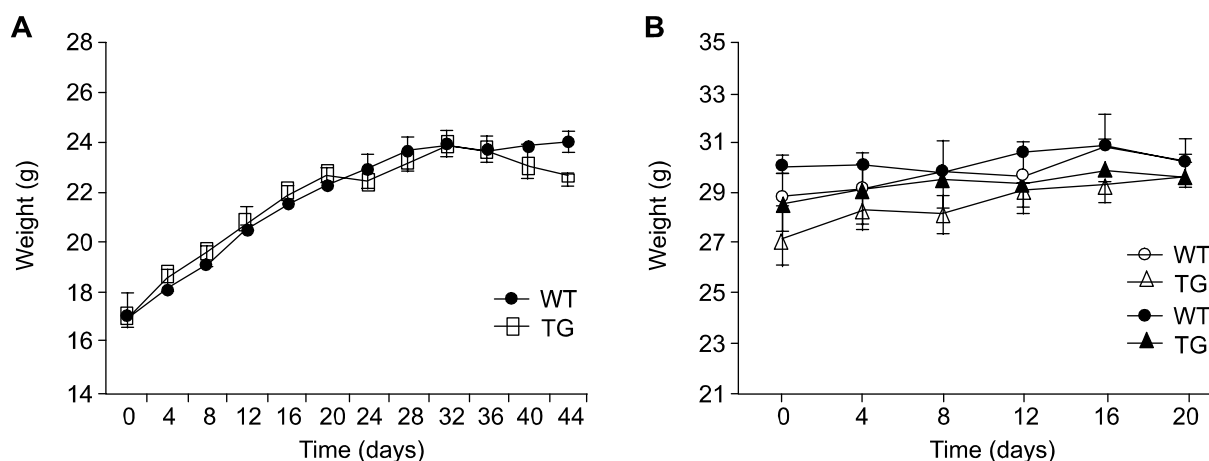 A
Weight (g)
28
26
24
22
20
18
16
14
0 4 8 12 16 20 24 28 32 36 40 44
Time (days)
WT
TG
B
Weight (g)
35
33
31
29
27
25
23
21
0 4 8 12 16 20
Time (days)
WT
TG
WT
TG